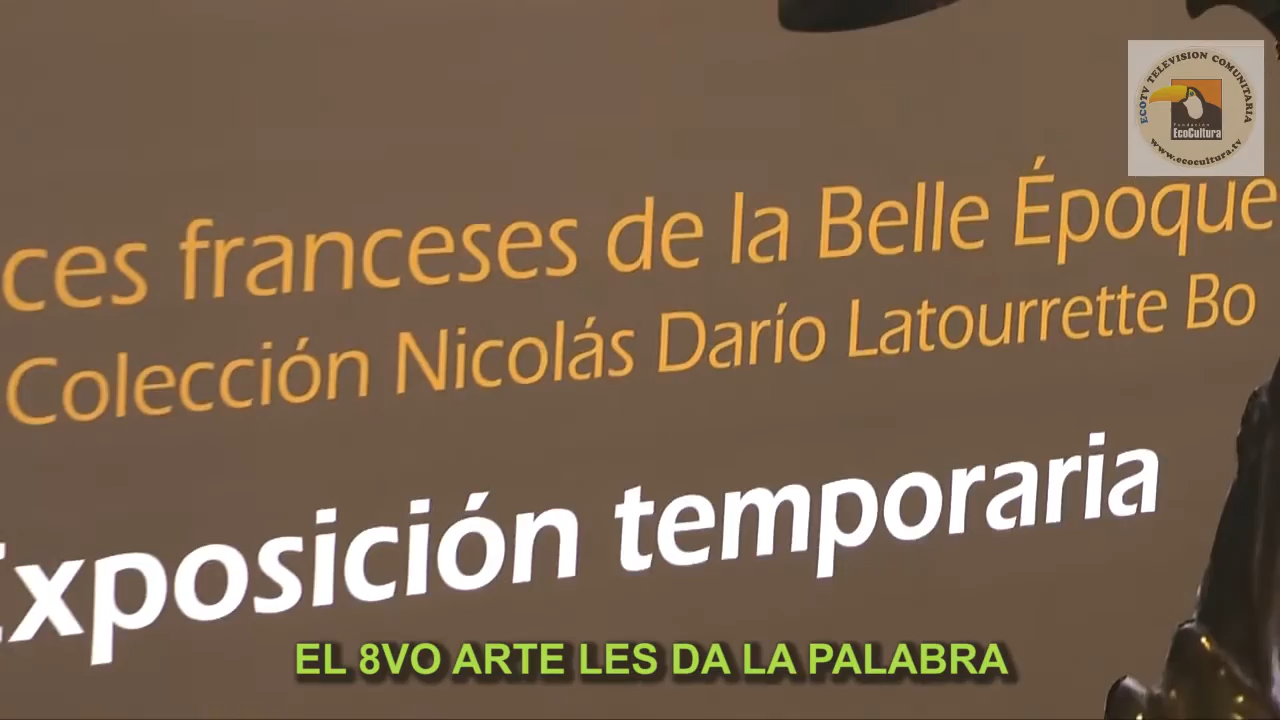 ECOTV TELEVISION COMUNITARIA
Fundación
EcoCultura
www.ecocultura.tv
ces franceses de la Belle Époque
Colección Nicolás Darío Latourrette Bo
Exposición temporaria
EL 8VO ARTE LES DA LA PALABRA